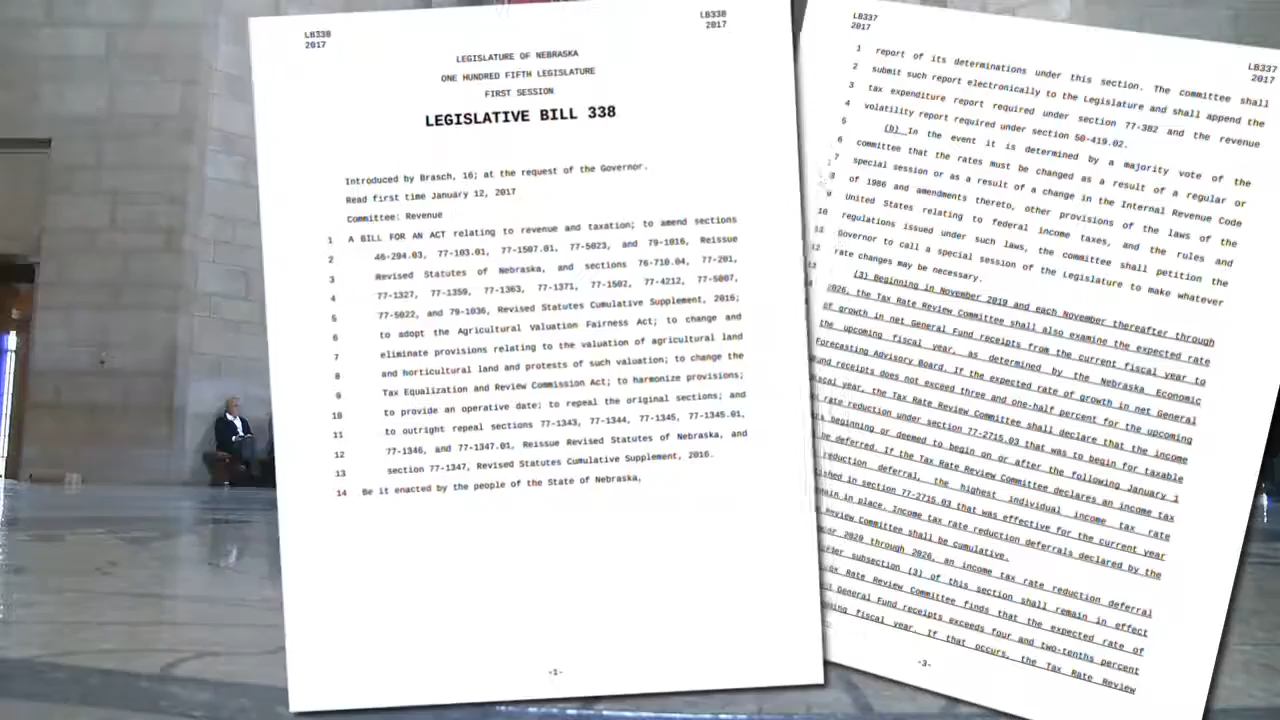 LB338
2017
LB338
2017
LEGISLATURE OF NEBRASKA
ONE HUNDRED FIFTH LEGISLATURE
FIRST SESSION
LEGISLATIVE BILL 338
Introduced by Brasch, 16; at the request of the Governor.
Read first time January 12, 2017
Committee: Revenue
1 A BILL FOR AN ACT relating to revenue and taxation; to amend sections
2 46-294.03, 77-103.01, 77-1507.01, 77-5023, and 79-1016, Reissue
3 Revised Statutes of Nebraska, and sections 76-710.04, 77-201,
4 77-1327, 77-1359, 77-1363, 77-1371, 77-1502, 77-4212, 77-5007,
5 77-5022, and 79-1036, Revised Statutes Cumulative Supplement, 2016;
6 to adopt the Agricultural Valuation Fairness Act; to change and
7 eliminate provisions relating to the valuation of agricultural land
8 and horticultural land and protests of such valuation; to change the
9 Tax Equalization and Review Commission Act; to harmonize provisions;
10 to provide an operative date; to repeal the original sections; and
11 to outright repeal sections 77-1343, 77-1344, 77-1345, 77-1345.01,
12 77-1346, and 77-1347.01, Reissue Revised Statutes of Nebraska, and
13 section 77-1347, Revised Statutes Cumulative Supplement, 2016.
14 Be it enacted by the people of the State of Nebraska,
-1-
LB337
2017
LB337
2017
1 report of its determinations under this section. The committee shall
2 submit such report electronically to the Legislature and shall append the
3 tax expenditure report required under section 77-382 and the revenue
4 volatility report required under section 50-419.02.
5 (b) In the event it is determined by a majority vote of the
6 committee that the rates must be changed as a result of a regular or
7 special session or as a result of a change in the Internal Revenue Code
8 of 1986 and amendments thereto, other provisions of the laws of the
9 United States relating to federal income taxes, and the rules and
10 regulations issued under such laws, the committee shall petition the
11 Governor to call a special session of the Legislature to make whatever
12 rate changes may be necessary.
13 (3) Beginning in November 2019 and each November thereafter through
2026, the Tax Rate Review Committee shall also examine the expected rate
of growth in net General Fund receipts from the current fiscal year to
the upcoming fiscal year, as determined by the Nebraska Economic
Forecasting Advisory Board. If the expected rate of growth in net General
receipts does not exceed three and one-half percent for the upcoming
year, the Tax Rate Review Committee shall declare that the income
rate reduction under section 77-2715.03 that was to begin for taxable
beginning or deemed to begin on or after the following January 1
be deferred. If the Tax Rate Review Committee declares an income tax
reduction deferral, the highest individual income tax rate
in section 77-2715.03 that was effective for the current year
in place. Income tax rate reduction deferrals declared by the
Review Committee shall be cumulative.
2020 through 2026, an income tax rate reduction deferral
subsection (3) of this section shall remain in effect
Rate Review Committee finds that the expected rate of
General Fund receipts exceeds four and two-tenths percent
fiscal year. If that occurs, the Tax Rate Review
-3-